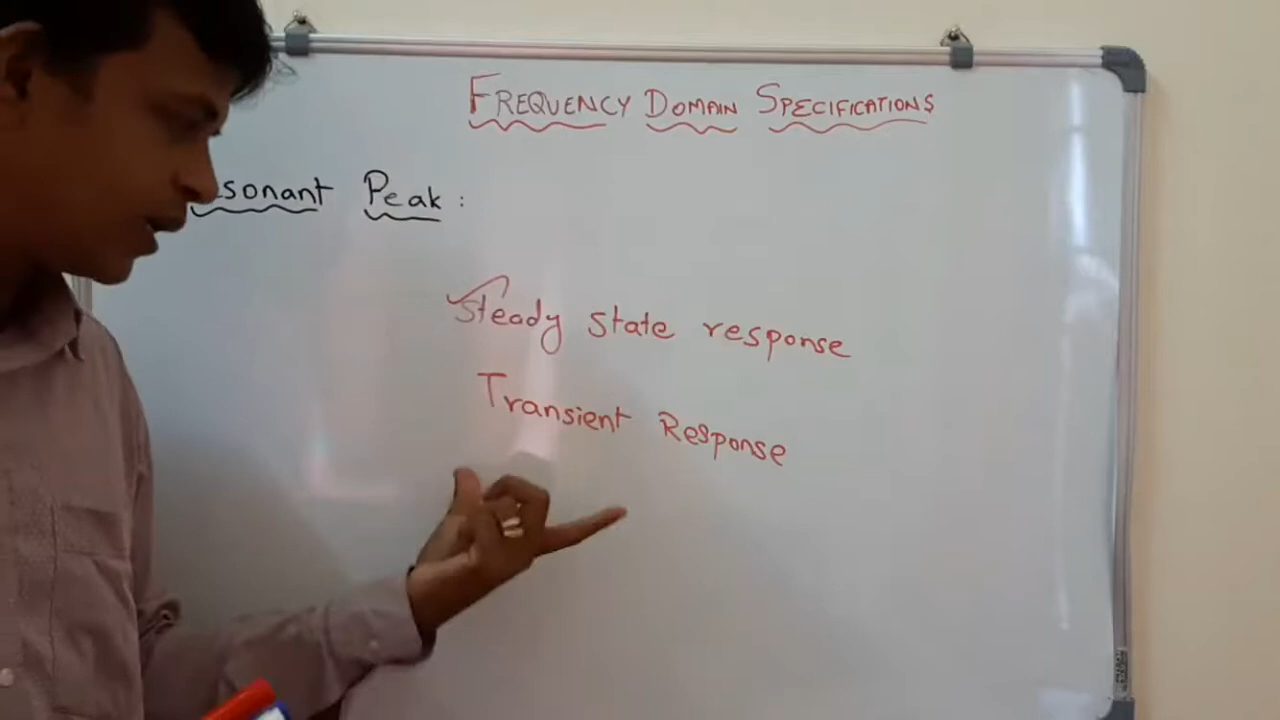 FREQUENCY DOMAIN SPECIFICATIONS
sonant Peak :
Steady state response
Transient Response